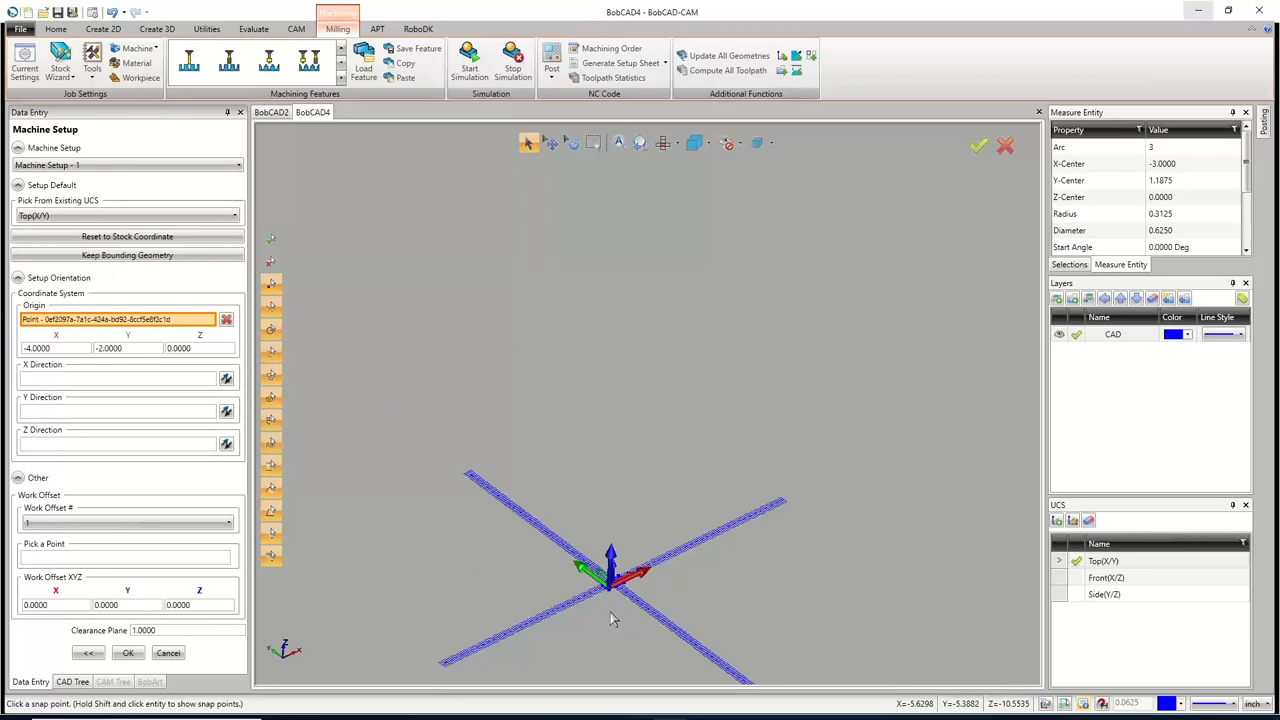 Machining
BobCAD4 - BobCAD-CAM
File
Home
Create 2D
Create 3D
Utilities
Evaluate
CAM
Milling
APT
RoboDK
Current Settings
Stock Wizard
Tools
Machine
Material
Workpiece
Load Feature
Save Feature
Copy
Paste
Start Simulation
Stop Simulation
Post
Machining Order
Generate Setup Sheet
Toolpath Statistics
Update All Geometries
Compute All Toolpath
Job Settings
Machining Features
Simulation
NC Code
Additional Functions
Data Entry
BobCAD2
BobCAD4
Machine Setup
Machine Setup
Machine Setup - 1
Setup Default
Pick From Existing UCS
Top(X/Y)
Reset to Stock Coordinate
Keep Bounding Geometry
Setup Orientation
Coordinate System
Origin
Point - 0ef2097a-7a1c-424a-bd92-8ccf5e8f2c1d
X Y Z
-4.0000 -2.0000 0.0000
X Direction
Y Direction
Z Direction
Other
Work Offset
Work Offset #
1
Pick a Point
Work Offset XYZ
X Y Z
0.0000 0.0000 0.0000
Clearance Plane 1.0000
<< OK Cancel
Data Entry CAD Tree CAM Tree BobArt
Click a snap point. (Hold Shift and click entity to show snap points.)
Z
Y X
Measure Entity
Property Value
Arc 3
X-Center -3.0000
Y-Center 1.1875
Z-Center 0.0000
Radius 0.3125
Diameter 0.6250
Start Angle 0.0000 Deg
Selections Measure Entity
Posting
Layers
Name Color Line Style
CAD
UCS
Name
Top(X/Y)
Front(X/Z)
Side(Y/Z)
X=-5.6298 Y=-5.3882 Z=-10.5535
0.0625
inch